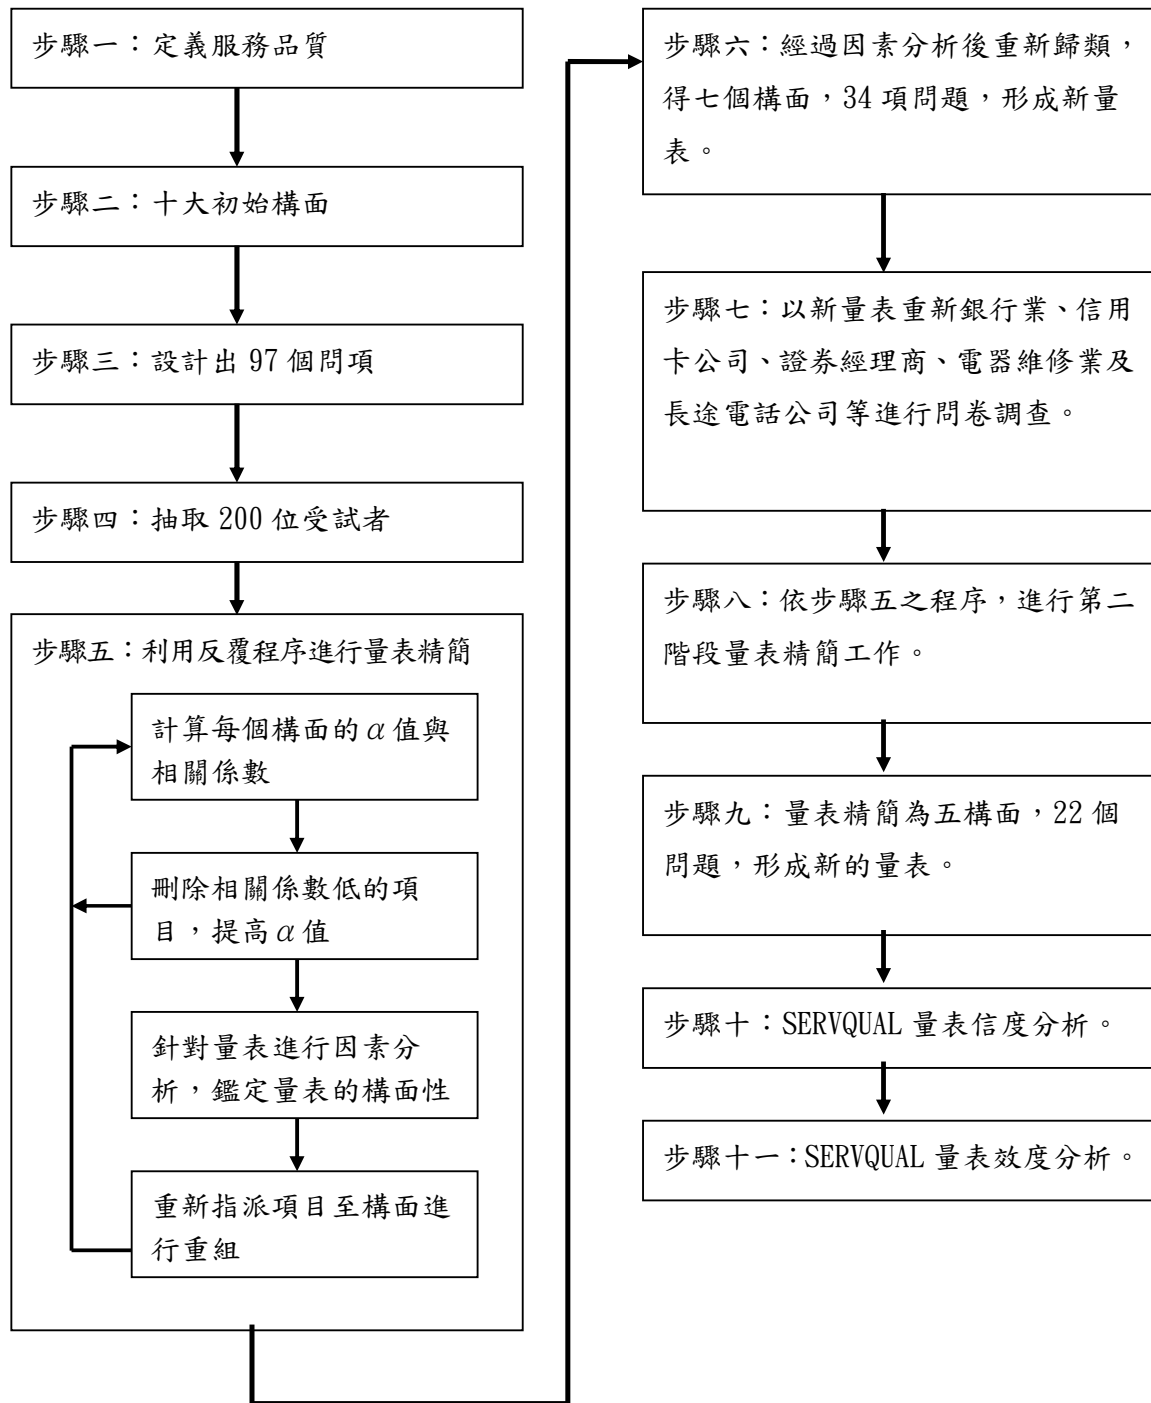 步驟一：定義服務品質
步驟二：十大初始構面
步驟三：設計出 97 個問項
步驟四：抽取 200 位受試者
步驟五：利用反覆程序進行量表精簡
計算每個構面的α值與
相關係數
刪除相關係數低的項
目，提高α值
針對量表進行因素分
析，鑑定量表的構面性
重新指派項目至構面進
行重組
步驟六：經過因素分析後重新歸類，
得七個構面，34 項問題，形成新量
表。
步驟七：以新量表重新銀行業、信用
卡公司、證券經理商、電器維修業及
長途電話公司等進行問卷調查。
步驟八：依步驟五之程序，進行第二
階段量表精簡工作。
步驟九：量表精簡為五構面，22 個
問題，形成新的量表。
步驟十：SERVQUAL 量表信度分析。
步驟十一：SERVQUAL 量表效度分析。